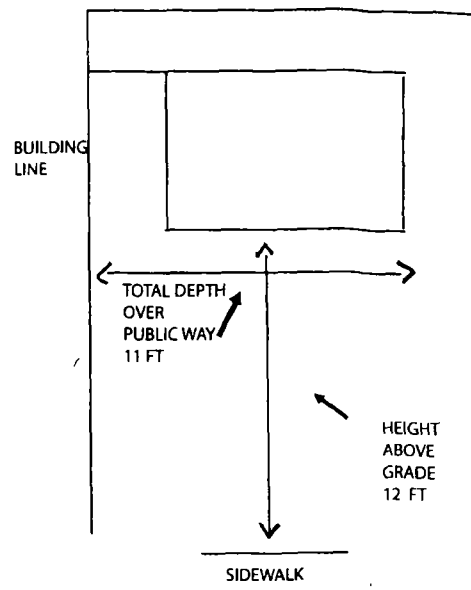 BUILDING
LINE
TOTAL DEPTH
OVER
PUBLIC WAY
11 FT
HEIGHT
ABOVE
GRADE
12 FT
SIDEWALK